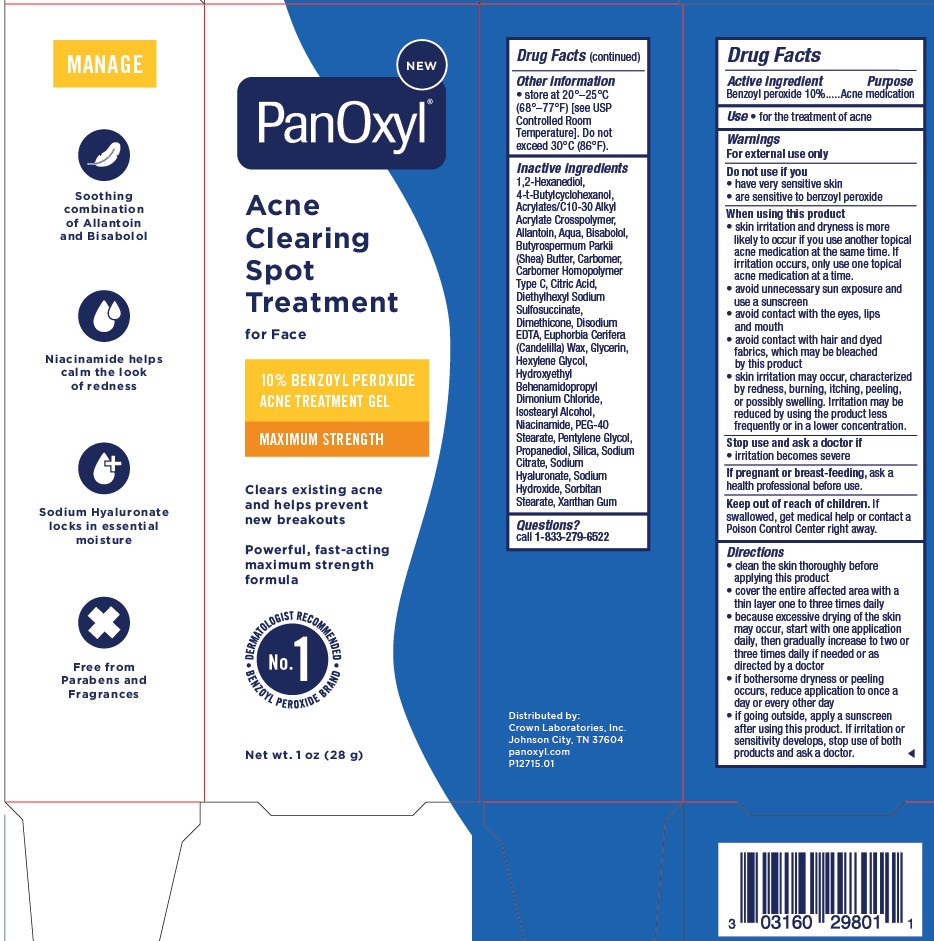 MANAGE
Soothing
combination
of Allantoin
and Bisabolol
Niacinamide helps
calm the look
of redness
Sodium Hyaluronate
locks in essential
moisture
Free from
Parabens and
Fragrances
NEW
PanOxyl®
Acne
Clearing
Spot
Treatment
for Face
10% BENZOYL PEROXIDE
ACNE TREATMENT GEL
MAXIMUM STRENGTH
Clears existing acne
and helps prevent
new breakouts
Powerful, fast-acting
maximum strength
formula
• DERMATOLOGIST RECOMMENDED •
No. 1
BENZOYL PEROXIDE BRAND
Net wt. 1 oz (28 g)
Drug Facts (continued)
Other information
• store at 20°–25°C
(68°–77°F) [see USP
Controlled Room
Temperature]. Do not
exceed 30°C (86°F).
Inactive ingredients
1,2-Hexanediol,
4-t-Butylcyclohexanol,
Acrylates/C10-30 Alkyl
Acrylate Crosspolymer,
Allantoin, Aqua, Bisabolol,
Butyrospermum Parkii
(Shea) Butter, Carbomer,
Carbomer Homopolymer
Type C, Citric Acid,
Diethylhexyl Sodium
Sulfosuccinate,
Dimethicone, Disodium
EDTA, Euphorbia Cerifera
(Candelilla) Wax, Glycerin,
Hexylene Glycol,
Hydroxyethyl
Behenamidopropyl
Dimonium Chloride,
Isostearyl Alcohol,
Niacinamide, PEG-40
Stearate, Pentylene Glycol,
Propanediol, Silica, Sodium
Citrate, Sodium
Hyaluronate, Sodium
Hydroxide, Sorbitan
Stearate, Xanthan Gum
Questions?
call 1-833-279-6522
Distributed by:
Crown Laboratories, Inc.
Johnson City, TN 37604
panoxyl.com
P12715.01
Drug Facts
Active ingredient Purpose
Benzoyl peroxide 10%.....Acne medication
Use • for the treatment of acne
Warnings
For external use only
Do not use if you
• have very sensitive skin
• are sensitive to benzoyl peroxide
When using this product
• skin irritation and dryness is more
likely to occur if you use another topical
acne medication at the same time. If
irritation occurs, only use one topical
acne medication at a time.
• avoid unnecessary sun exposure and
use a sunscreen
• avoid contact with the eyes, lips
and mouth
• avoid contact with hair and dyed
fabrics, which may be bleached
by this product
• skin irritation may occur, characterized
by redness, burning, itching, peeling,
or possibly swelling. Irritation may be
reduced by using the product less
frequently or in a lower concentration.
Stop use and ask a doctor if
• irritation becomes severe
If pregnant or breast-feeding, ask a
health professional before use.
Keep out of reach of children. If
swallowed, get medical help or contact a
Poison Control Center right away.
Directions
• clean the skin thoroughly before
applying this product
• cover the entire affected area with a
thin layer one to three times daily
• because excessive drying of the skin
may occur, start with one application
daily, then gradually increase to two or
three times daily if needed or as
directed by a doctor
• if bothersome dryness or peeling
occurs, reduce application to once a
day or every other day
• if going outside, apply a sunscreen
after using this product. If irritation or
sensitivity develops, stop use of both
products and ask a doctor.
3 03160 29801 1